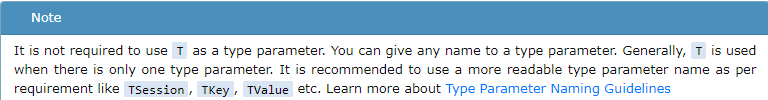 Note
It is not required to use T as a type parameter. You can give any name to a type parameter. Generally, T is used
when there is only one type parameter. It is recommended to use a more readable type parameter name as per
requirement like TSession, TKey, TValue etc. Learn more about Type Parameter Naming Guidelines